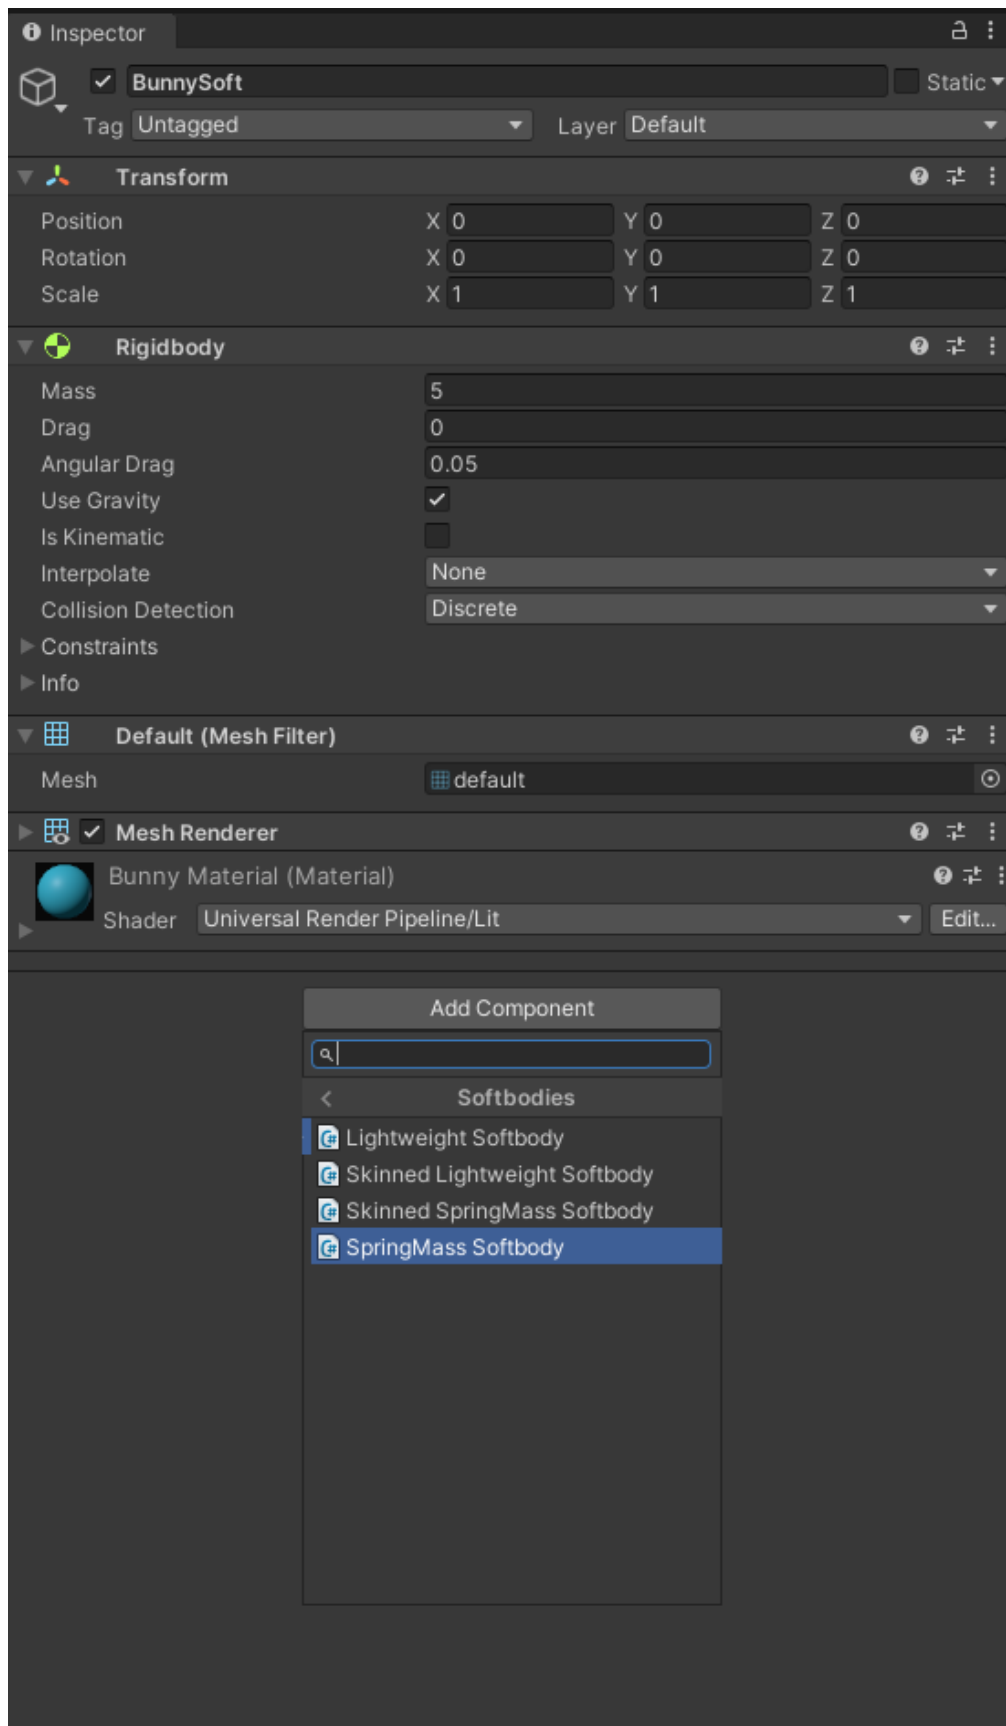 Inspector
BunnySoft Static
Tag Untagged Layer Default
Transform
Position X 0 Y 0 Z 0
Rotation X 0 Y 0 Z 0
Scale X 1 Y 1 Z 1
Rigidbody
Mass 5
Drag 0
Angular Drag 0.05
Use Gravity
Is Kinematic
Interpolate None
Collision Detection Discrete
Constraints
Info
Default (Mesh Filter)
Mesh default
Mesh Renderer
Bunny Material (Material)
Shader Universal Render Pipeline/Lit Edit...
Add Component
Softbodies
Lightweight Softbody
Skinned Lightweight Softbody
Skinned SpringMass Softbody
SpringMass Softbody